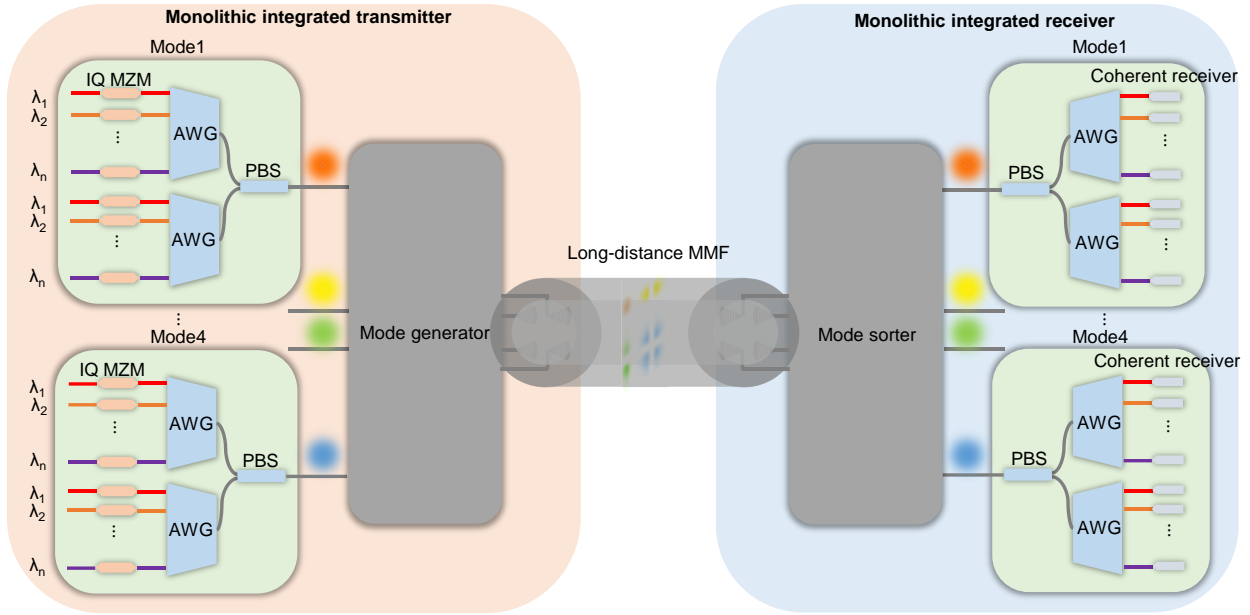 Monolithic integrated transmitter
Mode1
IQ MZM
λ1
λ2
⋮
λn
AWG
PBS
λ1
λ2
⋮
λn
AWG
⋮
Mode4
IQ MZM
λ1
λ2
⋮
λn
AWG
PBS
λ1
λ2
⋮
λn
AWG
Mode generator
Long-distance MMF
Monolithic integrated receiver
Mode sorter
Mode1
Coherent receiver
AWG
⋮
PBS
AWG
⋮
⋮
Mode4
Coherent receiver
AWG
⋮
PBS
AWG
⋮